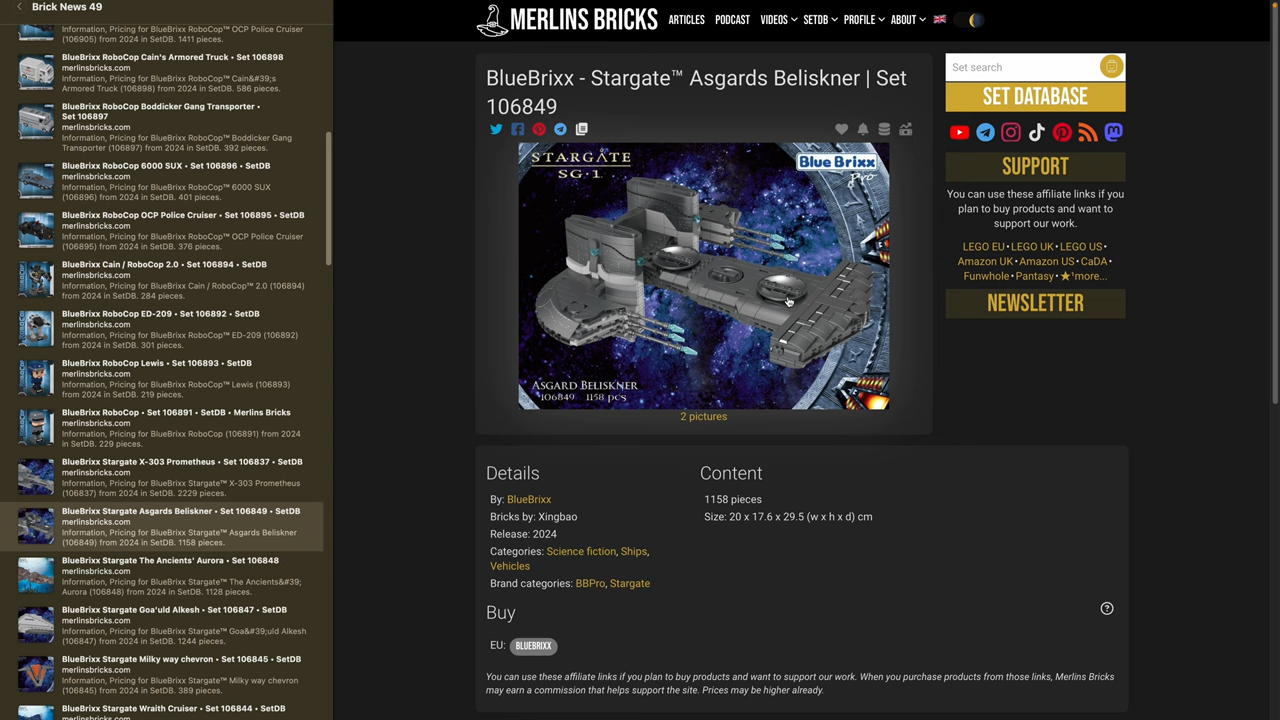 Brick News 49
Information, Pricing for BlueBrixx RoboCop™ OCP Police Cruiser
(106905) from 2024 in SetDB. 1411 pieces.
BlueBrixx RoboCop Cain's Armored Truck • Set 106898
merlinsbricks.com
Information, Pricing for BlueBrixx RoboCop™ Cain&#39;s
Armored Truck (106898) from 2024 in SetDB. 586 pieces.
BlueBrixx RoboCop Boddicker Gang Transporter •
Set 106897
merlinsbricks.com
Information, Pricing for BlueBrixx RoboCop™ Boddicker Gang
Transporter (106897) from 2024 in SetDB. 392 pieces.
BlueBrixx RoboCop 6000 SUX • Set 106896 • SetDB
merlinsbricks.com
Information, Pricing for BlueBrixx RoboCop™ 6000 SUX
(106896) from 2024 in SetDB. 401 pieces.
BlueBrixx RoboCop OCP Police Cruiser • Set 106895 • SetDB
merlinsbricks.com
Information, Pricing for BlueBrixx RoboCop™ OCP Police Cruiser
(106895) from 2024 in SetDB. 376 pieces.
BlueBrixx Cain / RoboCop 2.0 • Set 106894 • SetDB
merlinsbricks.com
Information, Pricing for BlueBrixx Cain / RoboCop™ 2.0 (106894)
from 2024 in SetDB. 284 pieces.
BlueBrixx RoboCop ED-209 • Set 106892 • SetDB
merlinsbricks.com
Information, Pricing for BlueBrixx RoboCop™ ED-209 (106892)
from 2024 in SetDB. 301 pieces.
BlueBrixx RoboCop Lewis • Set 106893 • SetDB
merlinsbricks.com
Information, Pricing for BlueBrixx RoboCop™ Lewis (106893)
from 2024 in SetDB. 219 pieces.
BlueBrixx RoboCop • Set 106891 • SetDB • Merlins Bricks
merlinsbricks.com
Information, Pricing for BlueBrixx RoboCop (106891) from 2024
in SetDB. 229 pieces.
BlueBrixx Stargate X-303 Prometheus • Set 106837 • SetDB
merlinsbricks.com
Information, Pricing for BlueBrixx Stargate™ X-303 Prometheus
(106837) from 2024 in SetDB. 2229 pieces.
BlueBrixx Stargate Asgards Beliskner • Set 106849 • SetDB
merlinsbricks.com
Information, Pricing for BlueBrixx Stargate™ Asgards Beliskner
(106849) from 2024 in SetDB. 1158 pieces.
BlueBrixx Stargate The Ancients' Aurora • Set 106848
merlinsbricks.com
Information, Pricing for BlueBrixx Stargate™ The Ancients&#39;
Aurora (106848) from 2024 in SetDB. 1128 pieces.
BlueBrixx Stargate Goa'uld Alkesh • Set 106847 • SetDB
merlinsbricks.com
Information, Pricing for BlueBrixx Stargate™ Goa&#39;uld Alkesh
(106847) from 2024 in SetDB. 1244 pieces.
BlueBrixx Stargate Milky way chevron • Set 106845 • SetDB
merlinsbricks.com
Information, Pricing for BlueBrixx Stargate™ Milky way chevron
(106845) from 2024 in SetDB. 389 pieces.
BlueBrixx Stargate Wraith Cruiser • Set 106844 • SetDB
MERLINS BRICKS
ARTICLES PODCAST VIDEOS SETDB PROFILE ABOUT
BlueBrixx - Stargate™ Asgards Beliskner | Set
106849
STARGATE
SG·1
Blue Brixx
Pro
ASGARD BELISKNER
106849 1158 PCS
2 pictures
Details
By: BlueBrixx
Bricks by: Xingbao
Release: 2024
Categories: Science fiction, Ships,
Vehicles
Brand categories: BBPro, Stargate
Content
1158 pieces
Size: 20 x 17.6 x 29.5 (w x h x d) cm
Buy
EU: BLUEBRIXX
You can use these affiliate links if you plan to buy products and want to support our work. When you purchase products from those links, Merlins Bricks
may earn a commission that helps support the site. Prices may be higher already.
Set search
SET DATABASE
SUPPORT
You can use these affiliate links if you
plan to buy products and want to
support our work.
LEGO EU • LEGO UK • LEGO US •
Amazon UK • Amazon US • CaDA •
Funwhole • Pantasy • ★¹more...
NEWSLETTER